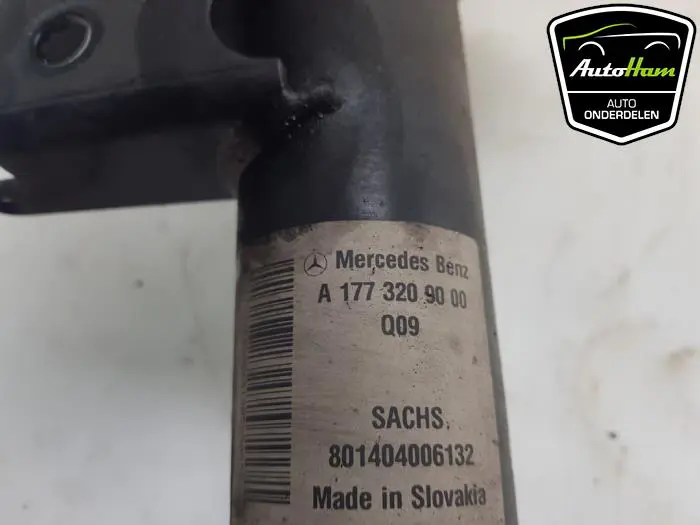 AutoHam
AUTO
ONDERDELEN
Mercedes Benz
A 177 320 90 00
Q09
SACHS
801404006132
Made in Slovakia